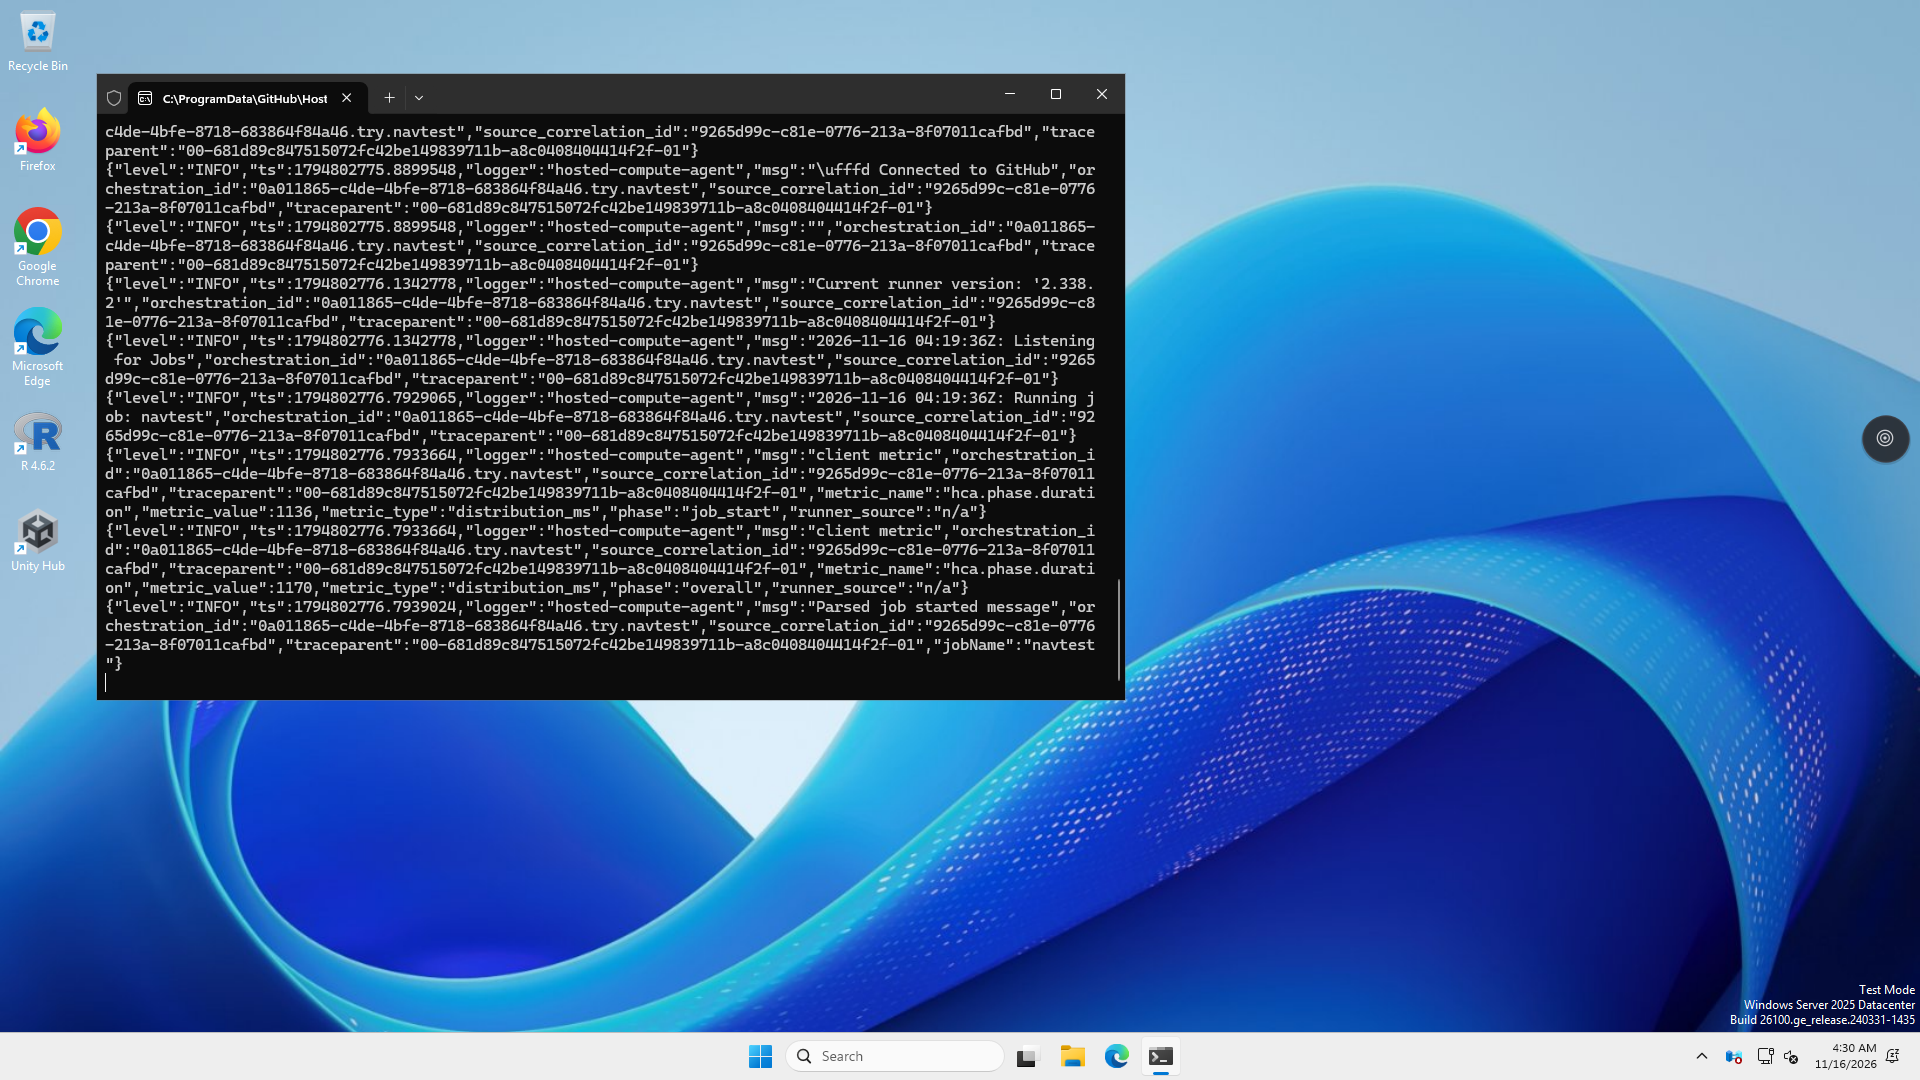 Recycle Bin
Firefox
Google
Chrome
Microsoft
Edge
R 4.6.2
Unity Hub
C:\ProgramData\GitHub\Host
c4de-4bfe-8718-683864f84a46.try.navtest","source_correlation_id":"9265d99c-c81e-0776-213a-8f07011cafbd","trace
parent":"00-681d89c847515072fc42be149839711b-a8c0408404414f2f-01"}
{"level":"INFO","ts":1794802775.8899548,"logger":"hosted-compute-agent","msg":"\ufffd Connected to GitHub","or
chestration_id":"0a011865-c4de-4bfe-8718-683864f84a46.try.navtest","source_correlation_id":"9265d99c-c81e-0776
-213a-8f07011cafbd","traceparent":"00-681d89c847515072fc42be149839711b-a8c0408404414f2f-01"}
{"level":"INFO","ts":1794802775.8899548,"logger":"hosted-compute-agent","msg":"","orchestration_id":"0a011865-
c4de-4bfe-8718-683864f84a46.try.navtest","source_correlation_id":"9265d99c-c81e-0776-213a-8f07011cafbd","trace
parent":"00-681d89c847515072fc42be149839711b-a8c0408404414f2f-01"}
{"level":"INFO","ts":1794802776.1342778,"logger":"hosted-compute-agent","msg":"Current runner version: '2.338.
2'","orchestration_id":"0a011865-c4de-4bfe-8718-683864f84a46.try.navtest","source_correlation_id":"9265d99c-c8
1e-0776-213a-8f07011cafbd","traceparent":"00-681d89c847515072fc42be149839711b-a8c0408404414f2f-01"}
{"level":"INFO","ts":1794802776.1342778,"logger":"hosted-compute-agent","msg":"2026-11-16 04:19:36Z: Listening
 for Jobs","orchestration_id":"0a011865-c4de-4bfe-8718-683864f84a46.try.navtest","source_correlation_id":"9265
d99c-c81e-0776-213a-8f07011cafbd","traceparent":"00-681d89c847515072fc42be149839711b-a8c0408404414f2f-01"}
{"level":"INFO","ts":1794802776.7929065,"logger":"hosted-compute-agent","msg":"2026-11-16 04:19:36Z: Running j
ob: navtest","orchestration_id":"0a011865-c4de-4bfe-8718-683864f84a46.try.navtest","source_correlation_id":"92
65d99c-c81e-0776-213a-8f07011cafbd","traceparent":"00-681d89c847515072fc42be149839711b-a8c0408404414f2f-01"}
{"level":"INFO","ts":1794802776.7933664,"logger":"hosted-compute-agent","msg":"client metric","orchestration_i
d":"0a011865-c4de-4bfe-8718-683864f84a46.try.navtest","source_correlation_id":"9265d99c-c81e-0776-213a-8f07011
cafbd","traceparent":"00-681d89c847515072fc42be149839711b-a8c0408404414f2f-01","metric_name":"hca.phase.durati
on","metric_value":1136,"metric_type":"distribution_ms","phase":"job_start","runner_source":"n/a"}
{"level":"INFO","ts":1794802776.7933664,"logger":"hosted-compute-agent","msg":"client metric","orchestration_i
d":"0a011865-c4de-4bfe-8718-683864f84a46.try.navtest","source_correlation_id":"9265d99c-c81e-0776-213a-8f07011
cafbd","traceparent":"00-681d89c847515072fc42be149839711b-a8c0408404414f2f-01","metric_name":"hca.phase.durati
on","metric_value":1170,"metric_type":"distribution_ms","phase":"overall","runner_source":"n/a"}
{"level":"INFO","ts":1794802776.7939024,"logger":"hosted-compute-agent","msg":"Parsed job started message","or
chestration_id":"0a011865-c4de-4bfe-8718-683864f84a46.try.navtest","source_correlation_id":"9265d99c-c81e-0776
-213a-8f07011cafbd","traceparent":"00-681d89c847515072fc42be149839711b-a8c0408404414f2f-01","jobName":"navtest
"}
Test Mode
Windows Server 2025 Datacenter
Build 26100.ge_release.240331-1435
Search
4:30 AM
11/16/2026